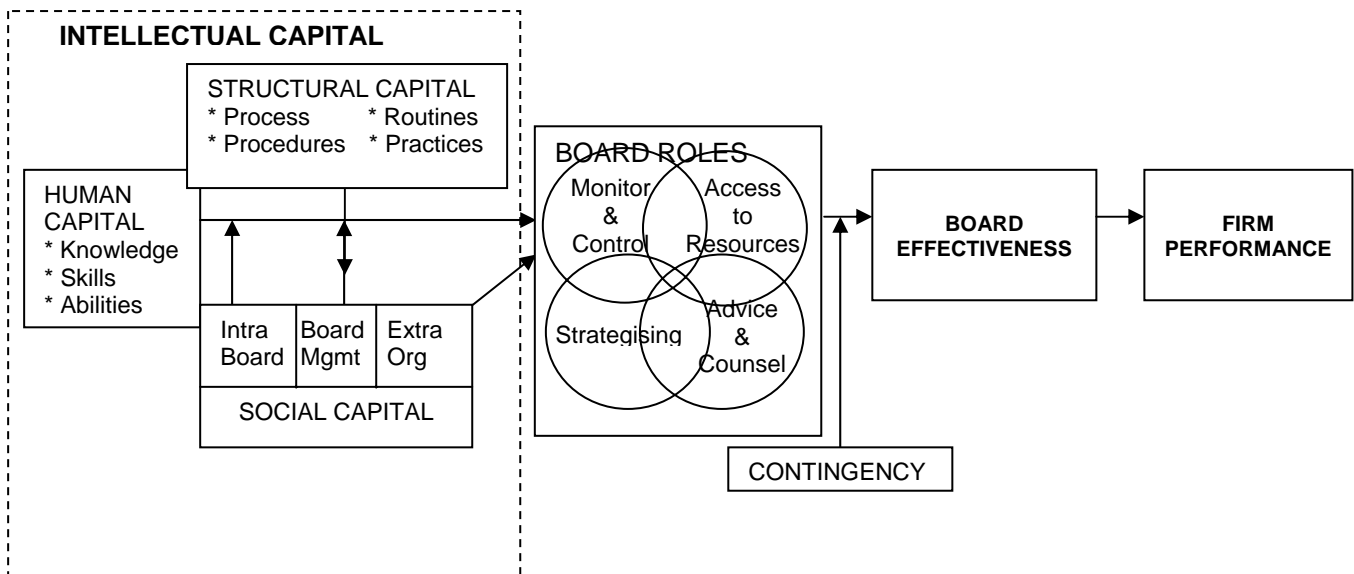 INTELLECTUAL CAPITAL
STRUCTURAL CAPITAL
* Process * Routines
* Procedures * Practices
HUMAN
CAPITAL
* Knowledge
* Skills
* Abilities
Intra
Board
Board
Mgmt
Extra
Org
SOCIAL CAPITAL
BOARD ROLES
Monitor
&
Control
Access
to
Resources
Strategising
Advice
&
Counsel
CONTINGENCY
BOARD
EFFECTIVENESS
FIRM
PERFORMANCE